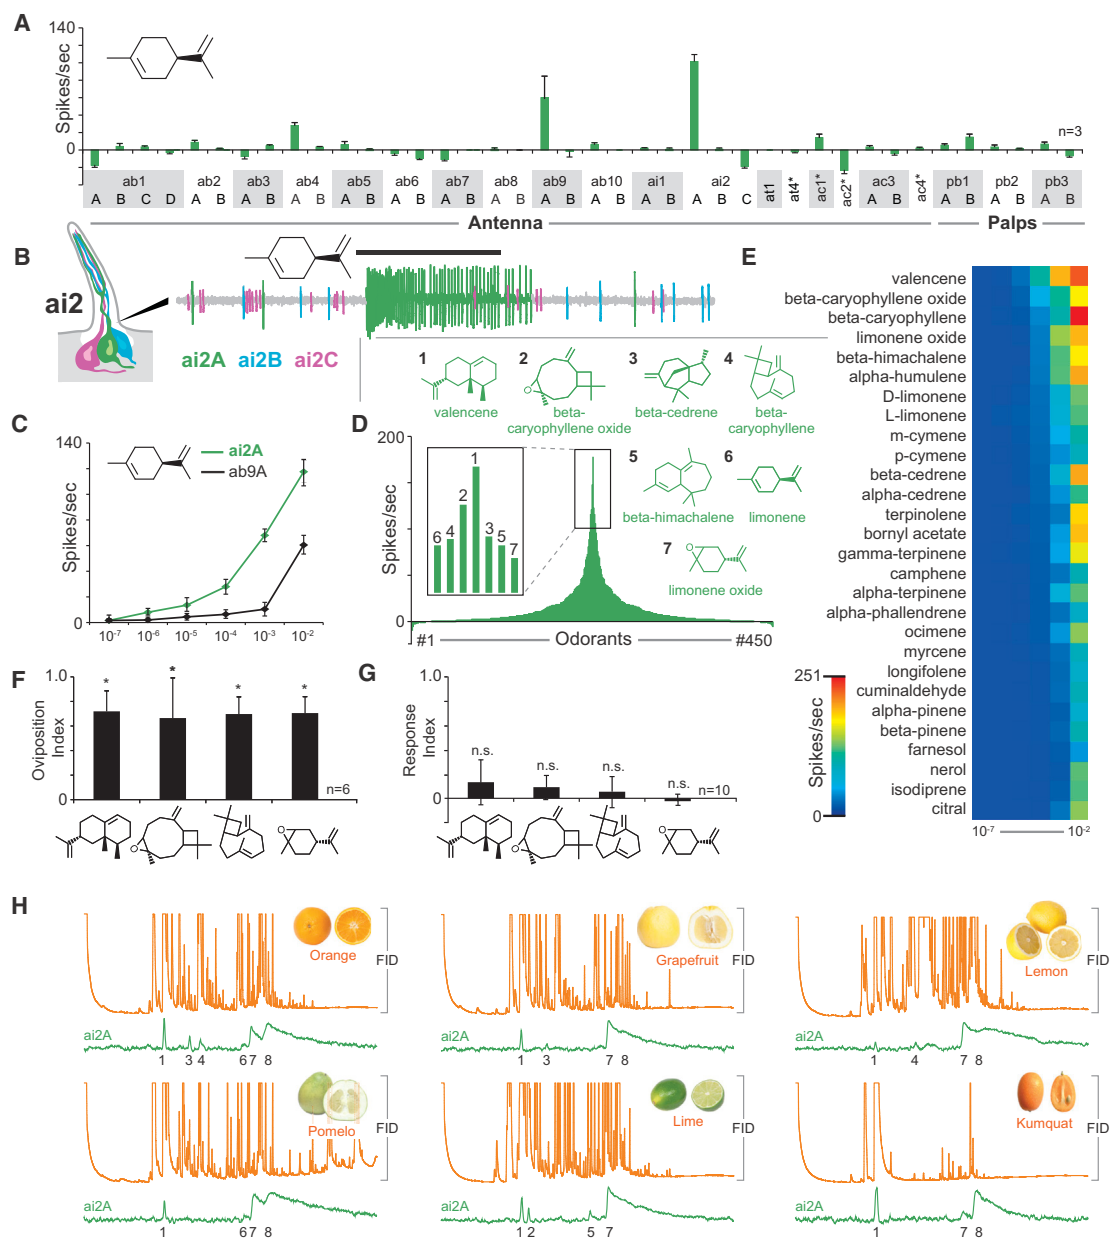 A
140
Spikes/sec
0
n=3
ab1 ab2 ab3 ab4 ab5 ab6 ab7 ab8 ab9 ab10 ai1 ai2 at1 at4* ac1* ac2* ac3 ac4* pb1 pb2 pb3
A B C D A B A B A B A B A B A B A B A B A B A B A B C A B A B A B A B
Antenna Palps
B
ai2
ai2A ai2B ai2C
1 2 3 4
valencene
beta-caryophyllene oxide
beta-cedrene
beta-caryophyllene
C
140
Spikes/sec
0
ai2A
ab9A
10-7 10-6 10-5 10-4 10-3 10-2
D
200
Spikes/sec
0
6 4 2 1 3 5 7
#1 Odorants #450
5 6
beta-himachalene limonene
7
limonene oxide
E
valencene
beta-caryophyllene oxide
beta-caryophyllene
limonene oxide
beta-himachalene
alpha-humulene
D-limonene
L-limonene
m-cymene
p-cymene
beta-cedrene
alpha-cedrene
terpinolene
bornyl acetate
gamma-terpinene
camphene
alpha-terpinene
alpha-phallendrene
ocimene
myrcene
longifolene
cuminaldehyde
alpha-pinene
beta-pinene
farnesol
nerol
isodiprene
citral
251
Spikes/sec
0
10-7 10-2
F
1.0
Oviposition
Index
0
* * * *
n=6
O O
G
1.0
Response
Index
0
n.s. n.s. n.s. n.s.
n=10
O O
H
Orange
FID
ai2A
1 3 4 6 7 8
Grapefruit
FID
ai2A
1 3 7 8
Lemon
FID
ai2A
1 4 7 8
Pomelo
FID
ai2A
1 6 7 8
Lime
FID
ai2A
1 2 5 7
Kumquat
FID
ai2A
1 7 8